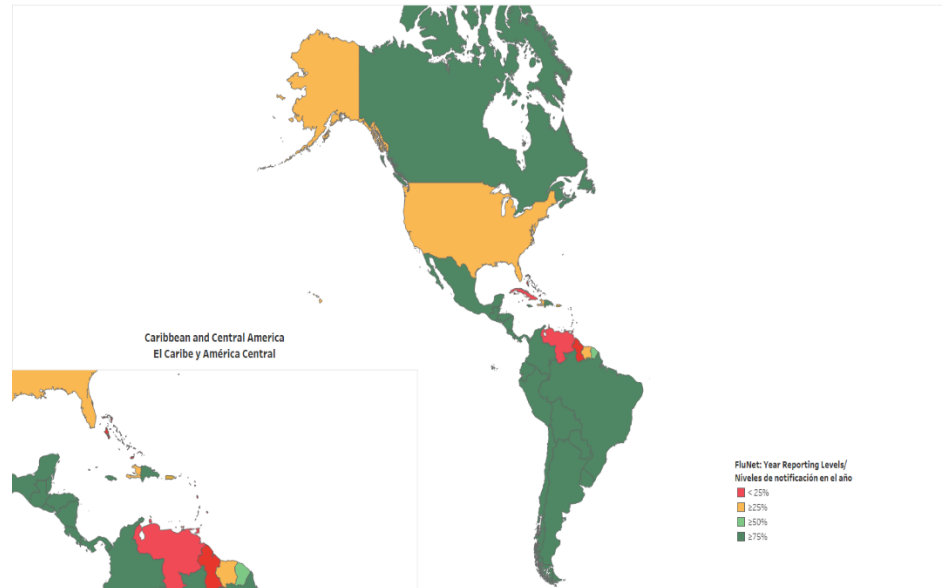 Caribbean and Central America
El Caribe y América Central
FluNet: Year Reporting Levels/
Niveles de notificación en el año
< 25%
≥25%
≥50%
≥75%